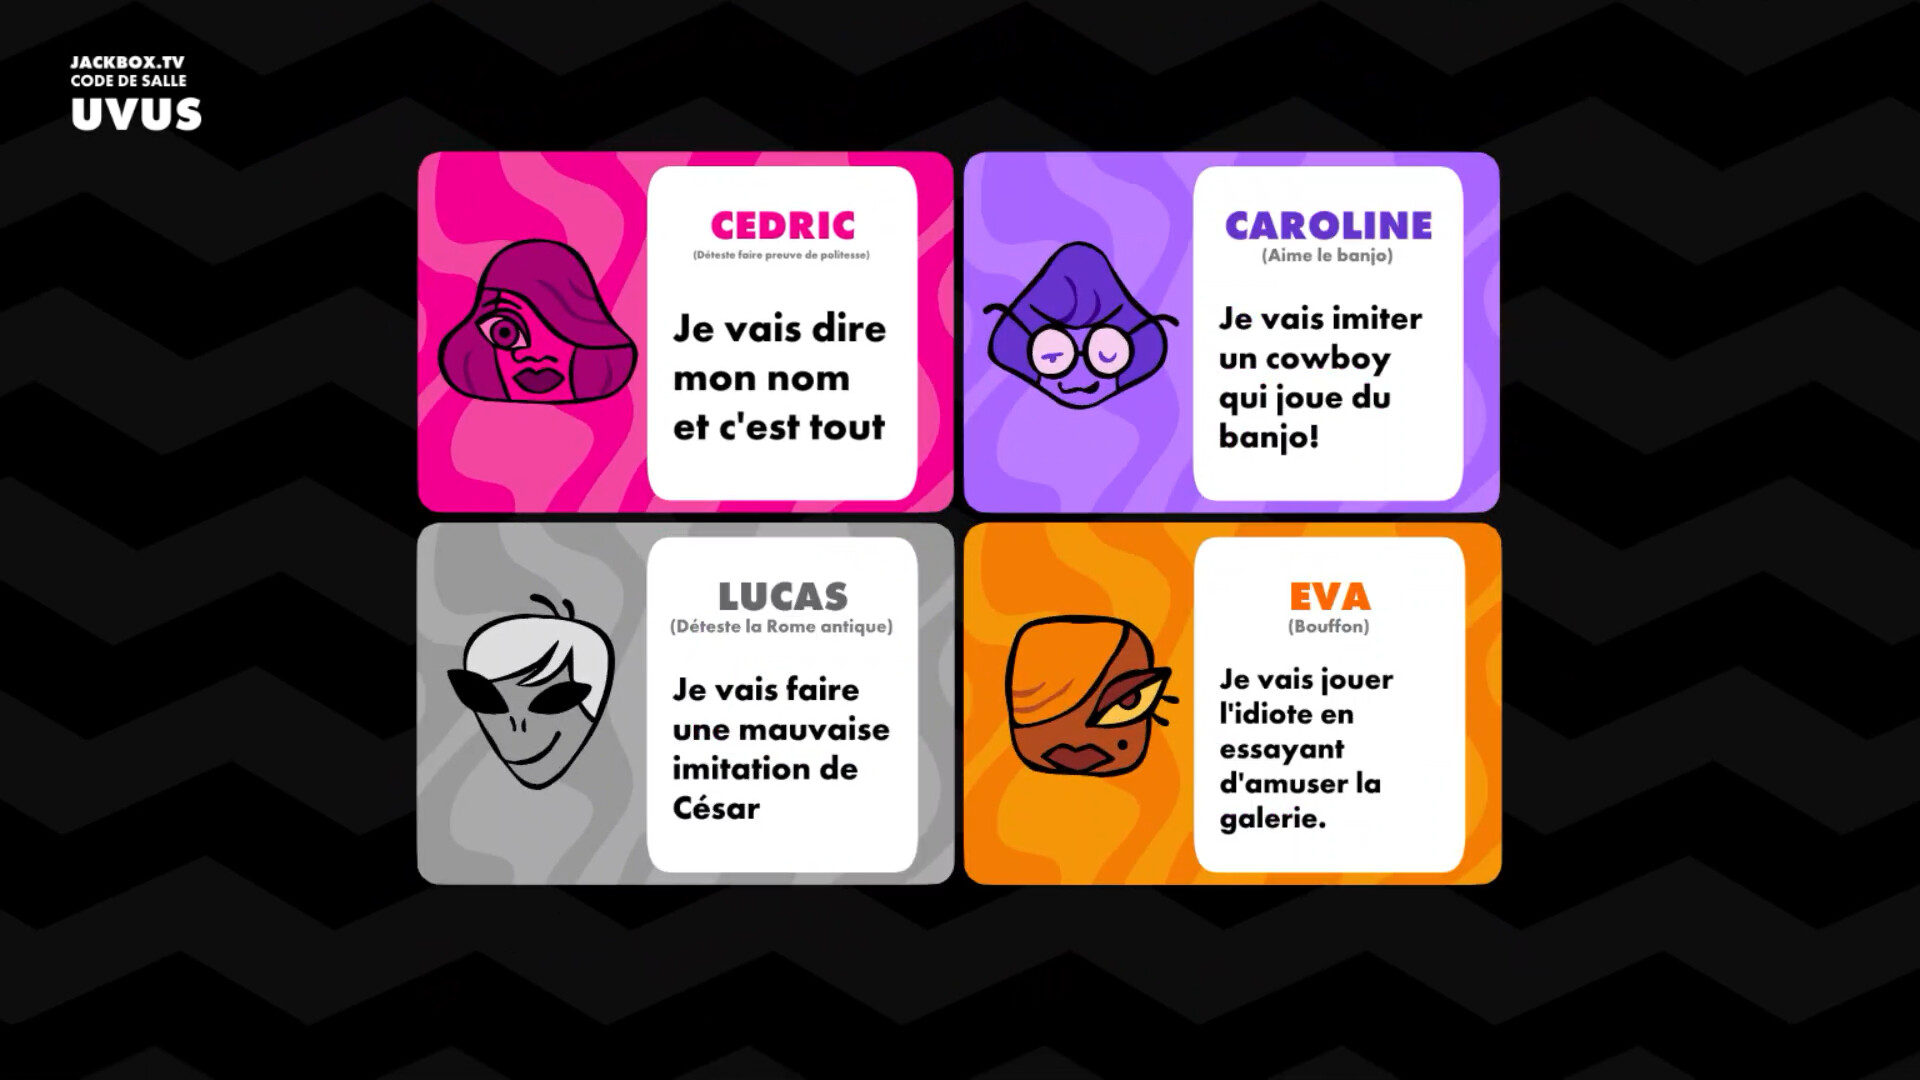 JACKBOX.TV
CODE DE SALLE
UVUS
CEDRIC
(Déteste faire preuve de politesse)
Je vais dire
mon nom
et c'est tout
CAROLINE
(Aime le banjo)
Je vais imiter
un cowboy
qui joue du
banjo!
LUCAS
(Déteste la Rome antique)
Je vais faire
une mauvaise
imitation de
César
EVA
(Bouffon)
Je vais jouer
l'idiote en
essayant
d'amuser la
galerie.